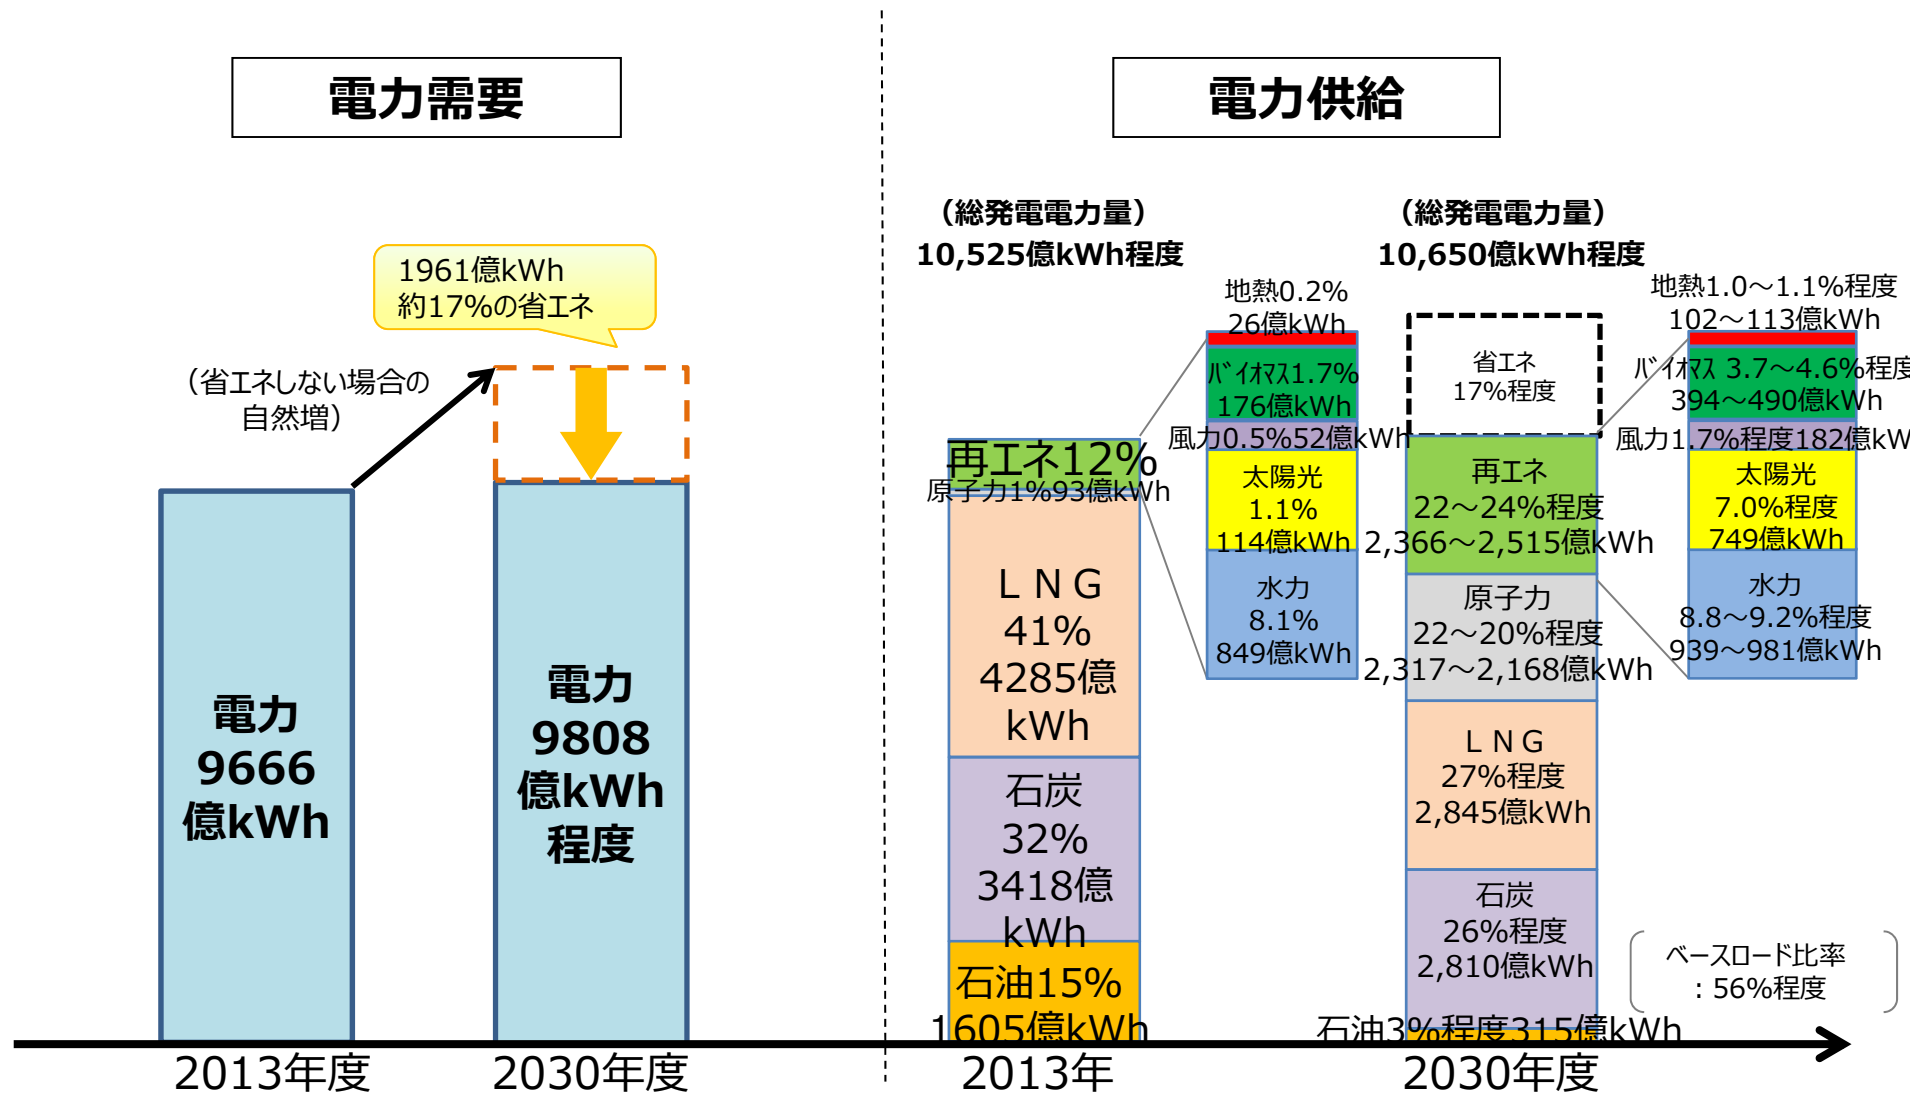 電力需要
1961億kWh
約17%の省エネ
（省エネしない場合の
自然増）
電力
9666
億kWh
電力
9808
億kWh
程度
2013年度
2030年度
電力供給
（総発電電力量）
10,525億kWh程度
再エネ12%
原子力1%93億kWh
ＬＮＧ
41%
4285億
kWh
石炭
32%
3418億
kWh
石油15%
1605億kWh
2013年
地熱0.2%
26億kWh
バイオマス1.7%
176億kWh
風力0.5%52億kWh
太陽光
1.1%
114億kWh
水力
8.1%
849億kWh
（総発電電力量）
10,650億kWh程度
省エネ
17%程度
再エネ
22～24%程度
2,366～2,515億kWh
原子力
22～20%程度
2,317～2,168億kWh
ＬＮＧ
27%程度
2,845億kWh
石炭
26%程度
2,810億kWh
石油3%程度315億kWh
2030年度
地熱1.0～1.1%程度
102～113億kWh
バイオマス 3.7～4.6%程度
394～490億kWh
風力1.7%程度182億kW
太陽光
7.0%程度
749億kWh
水力
8.8～9.2%程度
939～981億kWh
ベースロード比率
：56%程度